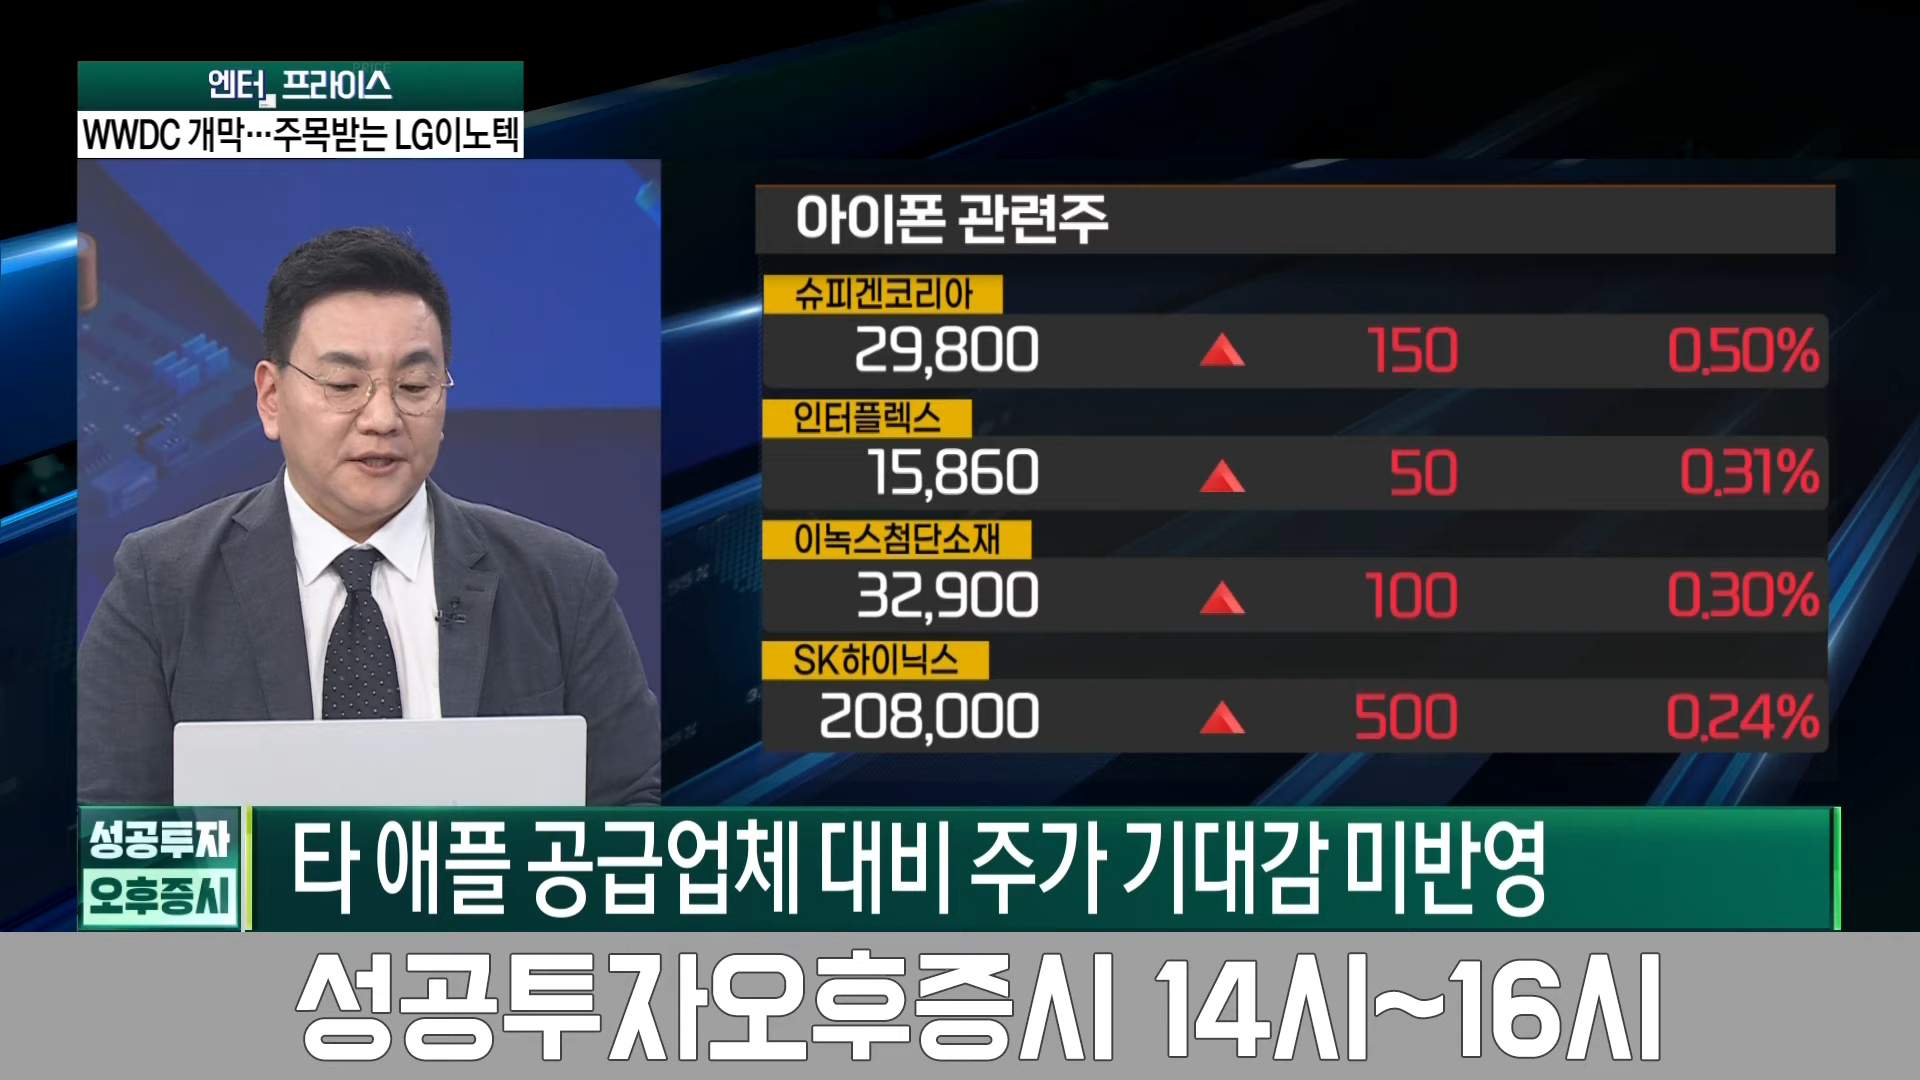 PRICE
엔터 프라이스
WWDC 개막…주목받는 LG이노텍
아이폰 관련주
슈피겐코리아
29,800 ▲ 150 0.50%
인터플렉스
15,860 ▲ 50 0.31%
이녹스첨단소재
32,900 ▲ 100 0.30%
SK하이닉스
208,000 ▲ 500 0.24%
성공투자
오후증시
타 애플 공급업체 대비 주가 기대감 미반영
성공투자오후증시 14시~16시